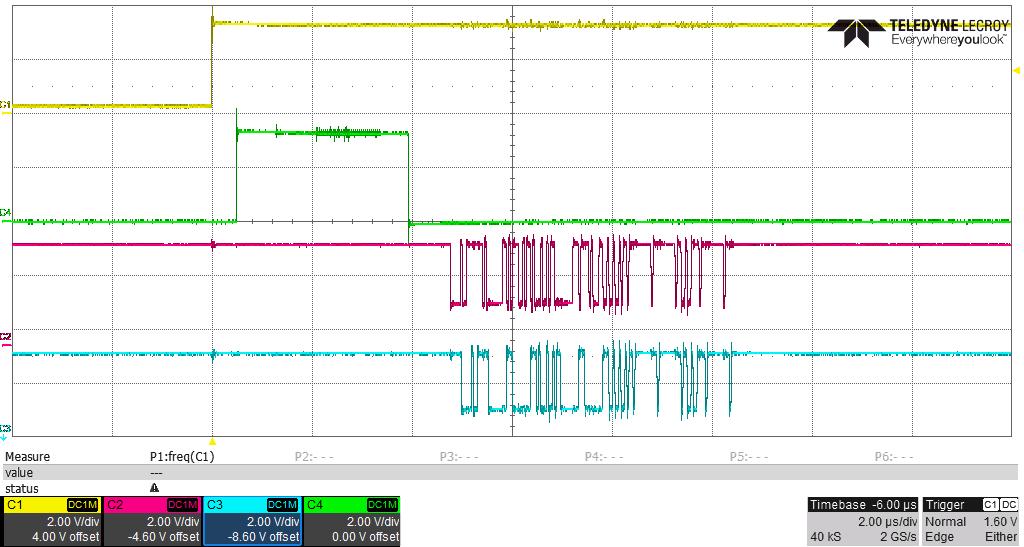 TELEDYNE LECROY
Everywhereyoulook™
C1
C4
C2
C3
Measure P1:freq(C1) P2:--- P3:--- P4:--- P5:--- P6:---
value ---
status
C1 DC1M C2 DC1M C3 DC1M C4 DC1M Timebase -6.00 µs Trigger C1 DC
2.00 V/div 2.00 V/div 2.00 V/div 2.00 V/div 2.00 µs/div Normal 1.60 V
4.00 V offset -4.60 V offset -8.60 V offset 0.00 V offset 40 kS 2 GS/s Edge Either